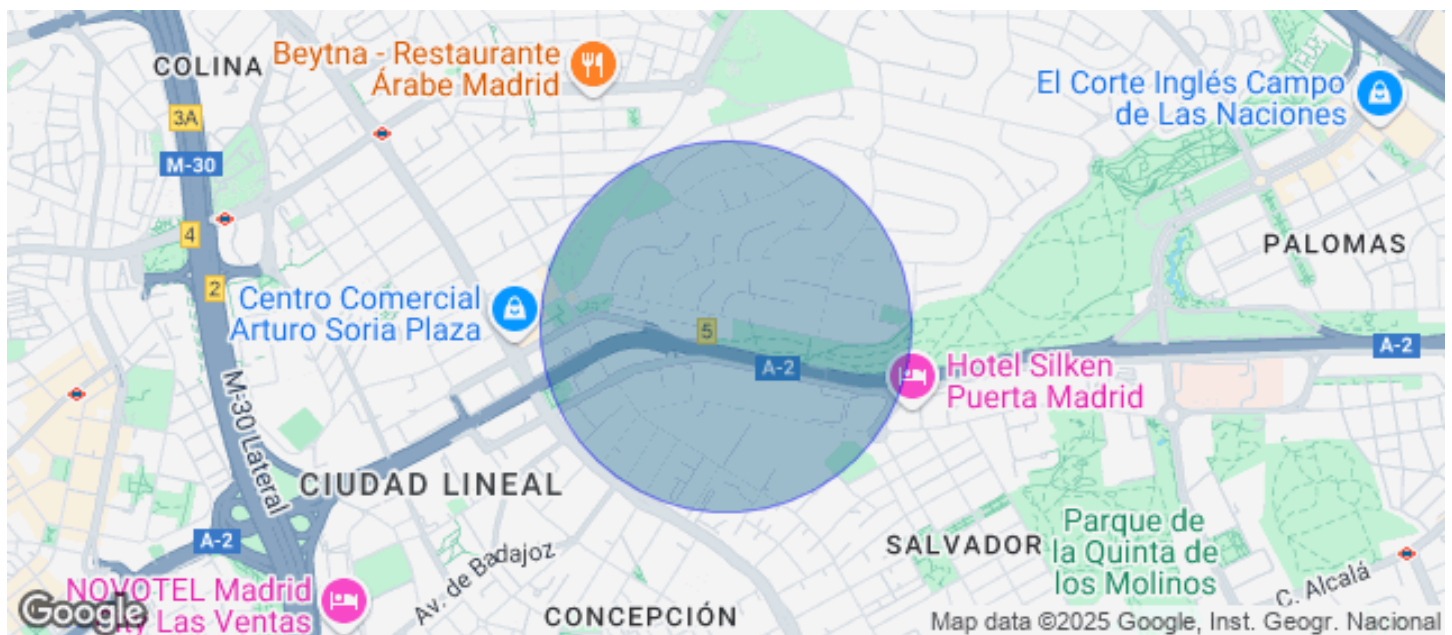 COLINA
Beytna - Restaurante
Árabe Madrid
El Corte Inglés Campo
de Las Naciones
3A
M-30
4
2
PALOMAS
Centro Comercial
Arturo Soria Plaza
5
A-2
A-2
Hotel Silken
Puerta Madrid
M-30 Lateral
CIUDAD LINEAL
A-2
Av. de Badajoz
SALVADOR
Parque de
la Quinta de
los Molinos
C. Alcalá
NOVOTEL Madrid
City Las Ventas
CONCEPCIÓN
Google
Map data ©2025 Google, Inst. Geogr. Nacional